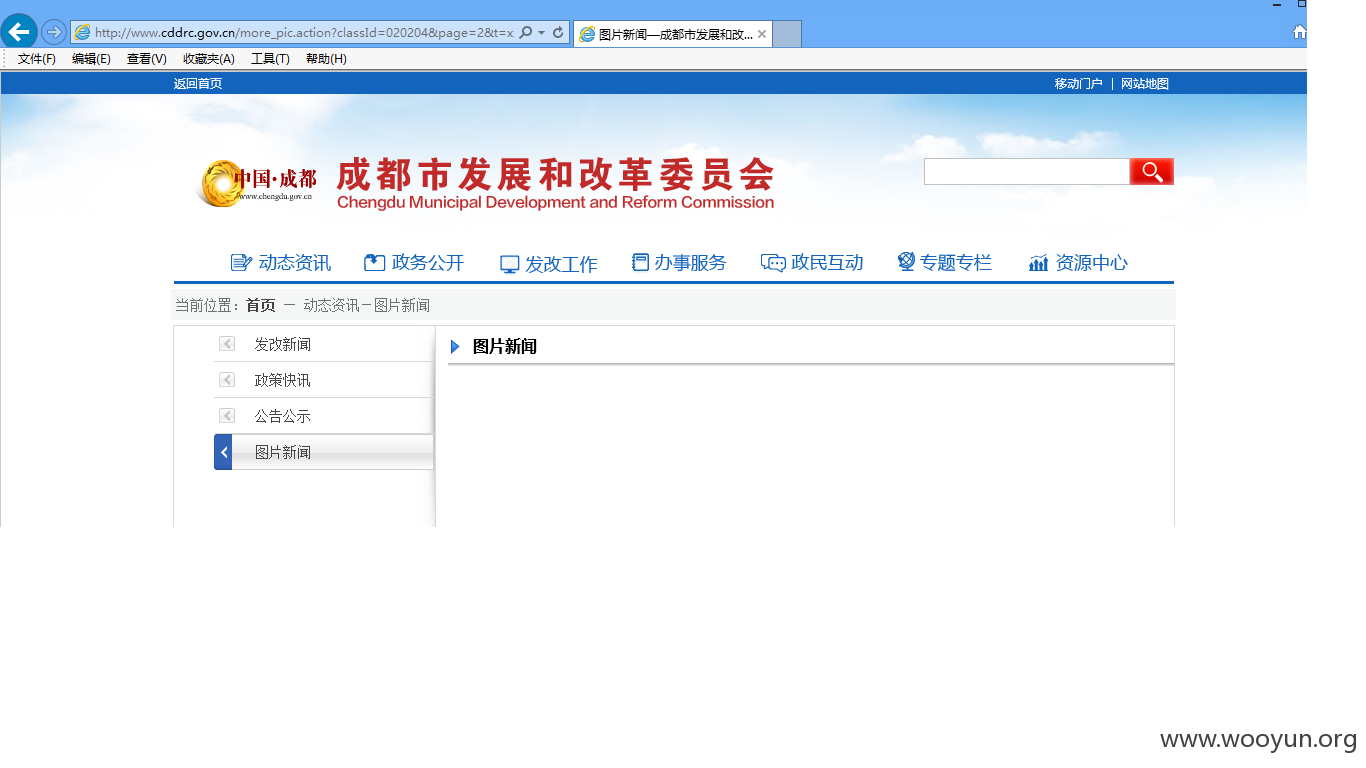 http://www.cddrc.gov.cn/more_pic.action?classId=020204&page=2&t=x
图片新闻—成都市发展和改...
文件(F) 编辑(E) 查看(V) 收藏夹(A) 工具(T) 帮助(H)
返回首页 移动门户 | 网站地图
中国·成都
www.chengdu.gov.cn
成都市发展和改革委员会
Chengdu Municipal Development and Reform Commission
动态资讯 政务公开 发改工作 办事服务 政民互动 专题专栏 资源中心
当前位置：首页 － 动态资讯－图片新闻
发改新闻
政策快讯
公告公示
图片新闻
图片新闻
www.wooyun.org